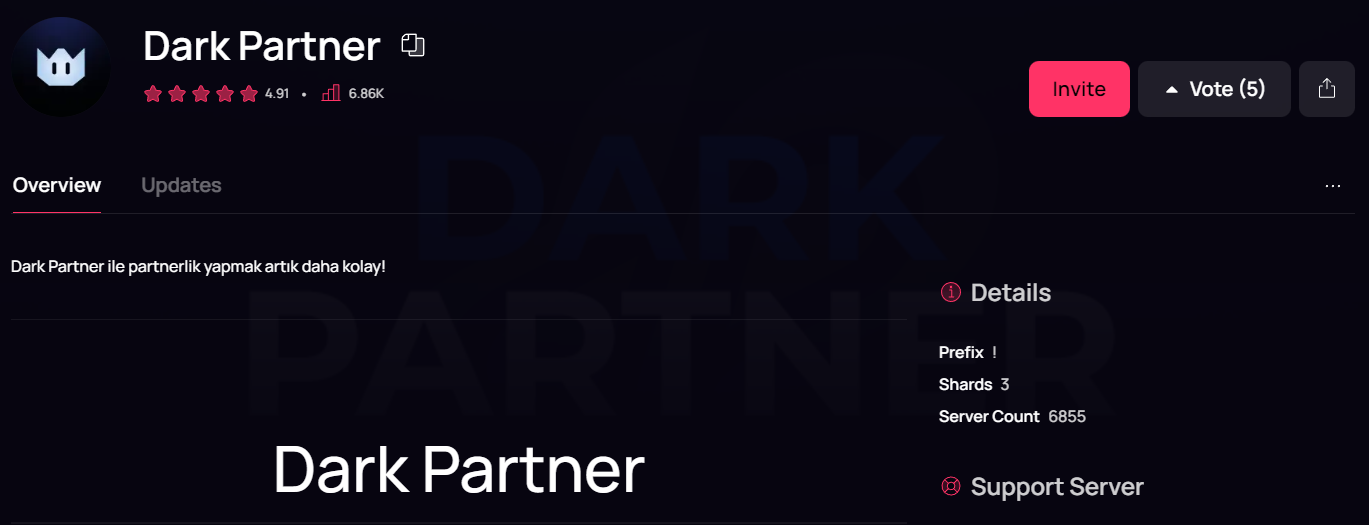 Dark Partner
4.91 • 6.86K
Invite
Vote (5)
Overview
Updates
...
Dark Partner ile partnerlik yapmak artık daha kolay!
DARK
PARTNER
Dark Partner
Details
Prefix !
Shards 3
Server Count 6855
Support Server